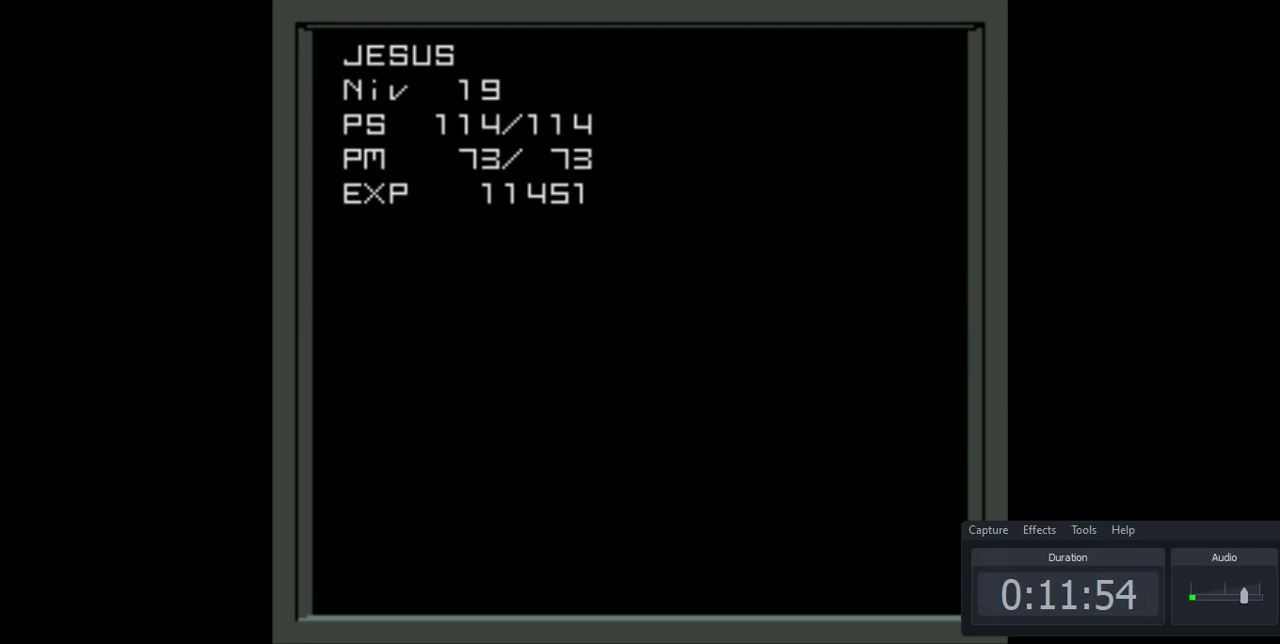 JESUS
Niv 19
PS 114/114
PM 73/ 73
EXP 11451
Capture Effects Tools Help
Duration Audio
0:11:54